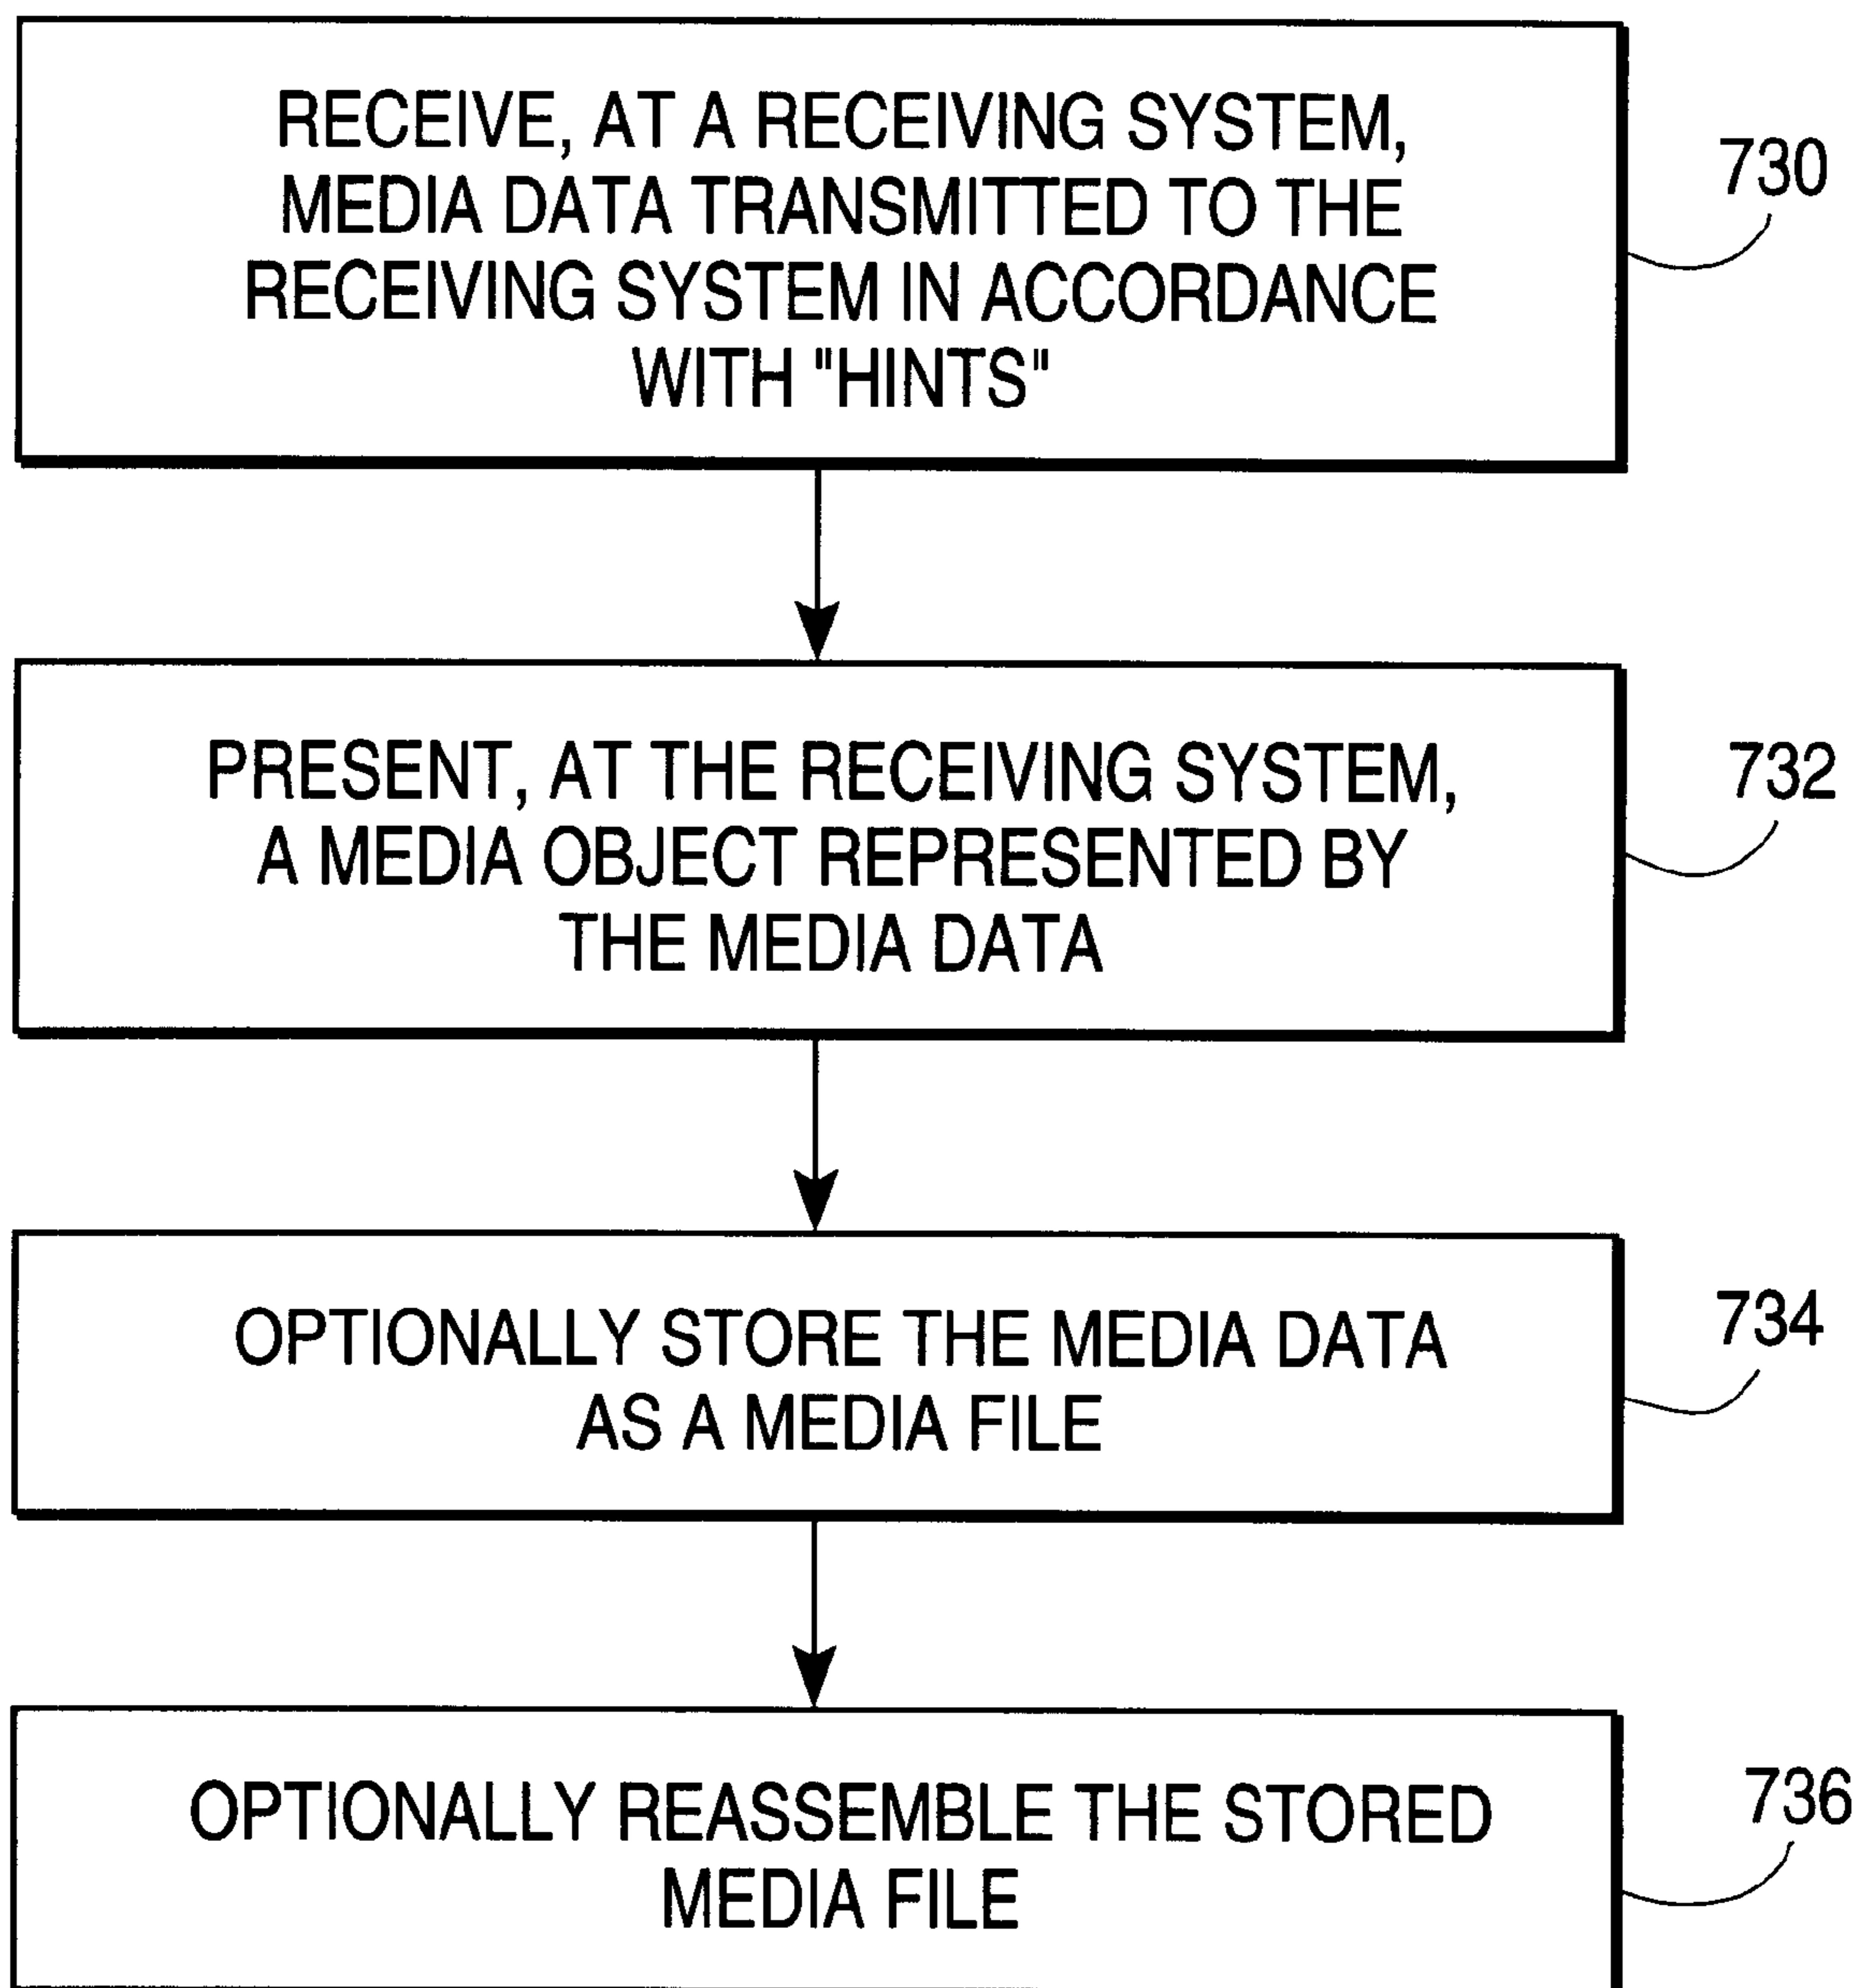 RECEIVE, AT A RECEIVING SYSTEM,
MEDIA DATA TRANSMITTED TO THE
RECEIVING SYSTEM IN ACCORDANCE
WITH "HINTS"
730
PRESENT, AT THE RECEIVING SYSTEM,
A MEDIA OBJECT REPRESENTED BY
THE MEDIA DATA
732
OPTIONALLY STORE THE MEDIA DATA
AS A MEDIA FILE
734
OPTIONALLY REASSEMBLE THE STORED
MEDIA FILE
736